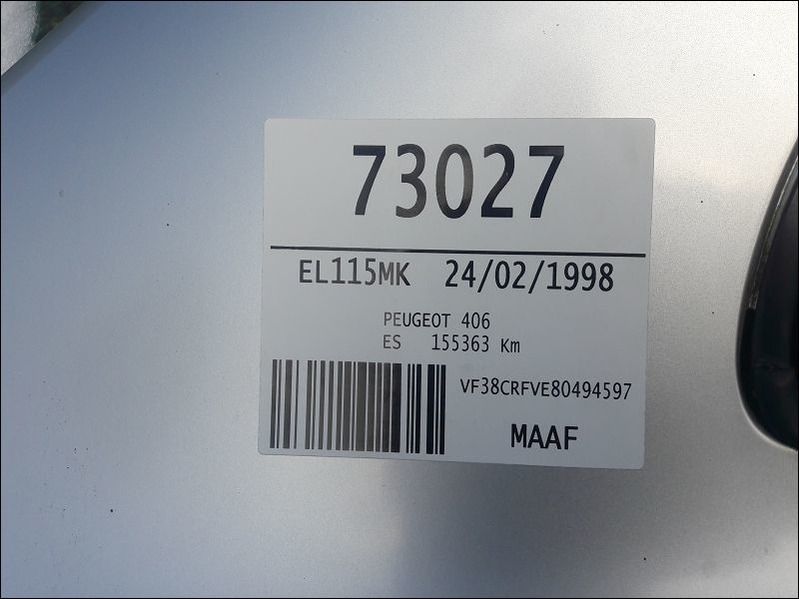 73027
EL115MK 24/02/1998
PEUGEOT 406
ES 155363 Km
VF38CRFVE80494597
MAAF